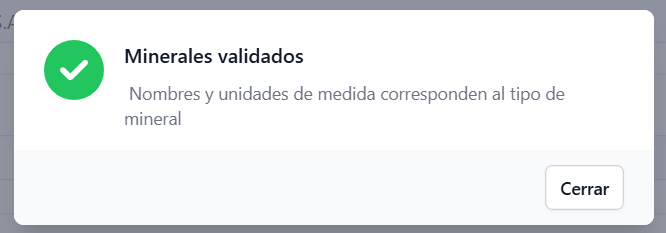 Minerales validados
Nombres y unidades de medida corresponden al tipo de
mineral
Cerrar